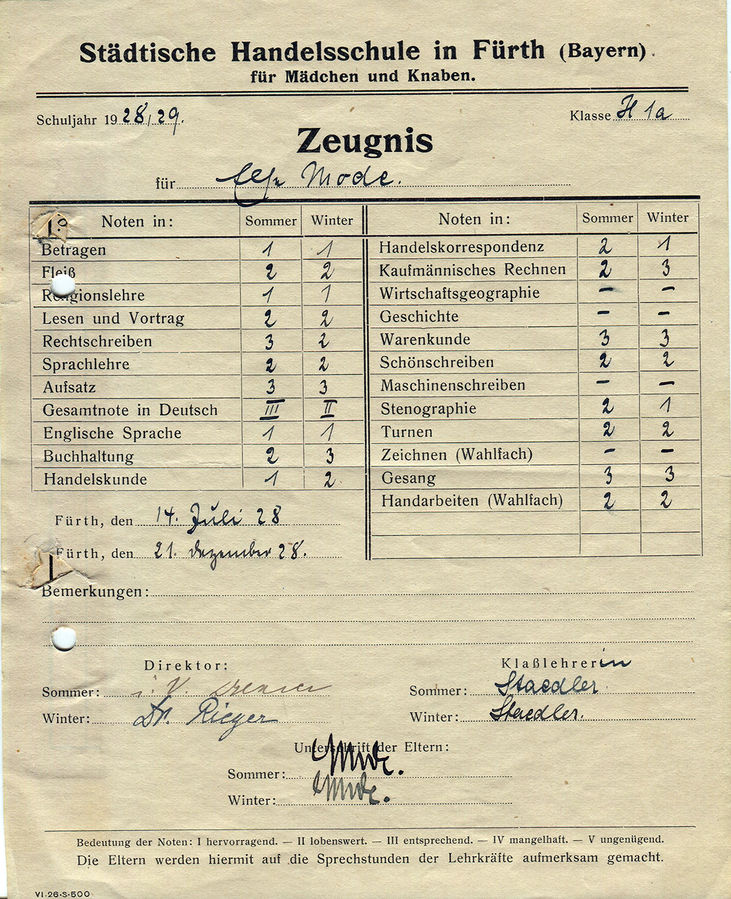 Städtische Handelsschule in Fürth (Bayern).
für Mädchen und Knaben.
Schuljahr 1928/29. Klasse H 1a
Zeugnis
für Mode.
Noten in: Sommer Winter
Betragen 1 1
Fleiß 2 2
Religionslehre 1 1
Lesen und Vortrag 2 2
Rechtschreiben 3 2
Sprachlehre 2 2
Aufsatz 3 3
Gesamtnote in Deutsch III II
Englische Sprache 1 1
Buchhaltung 2 3
Handelskunde 1 2
Noten in: Sommer Winter
Handelskorrespondenz 2 1
Kaufmännisches Rechnen 2 3
Wirtschaftsgeographie – –
Geschichte – –
Warenkunde 3 3
Schönschreiben 2 2
Maschinenschreiben – –
Stenographie 2 1
Turnen 2 2
Zeichnen (Wahlfach) – –
Gesang 3 3
Handarbeiten (Wahlfach) 2 2
Fürth, den 14. Juli 28
Fürth, den 21. Dezember 28.
Bemerkungen:
Direktor: Klaßlehrerin
Sommer: i. V. Sommer: Staedler.
Winter: Dr. Rieger Winter: Staedler.
Unterschrift der Eltern:
Sommer: Mode.
Winter: Mode.
Bedeutung der Noten: I hervorragend. — II lobenswert. — III entsprechend. — IV mangelhaft. — V ungenügend.
Die Eltern werden hiermit auf die Sprechstunden der Lehrkräfte aufmerksam gemacht.
VI-26-S-500